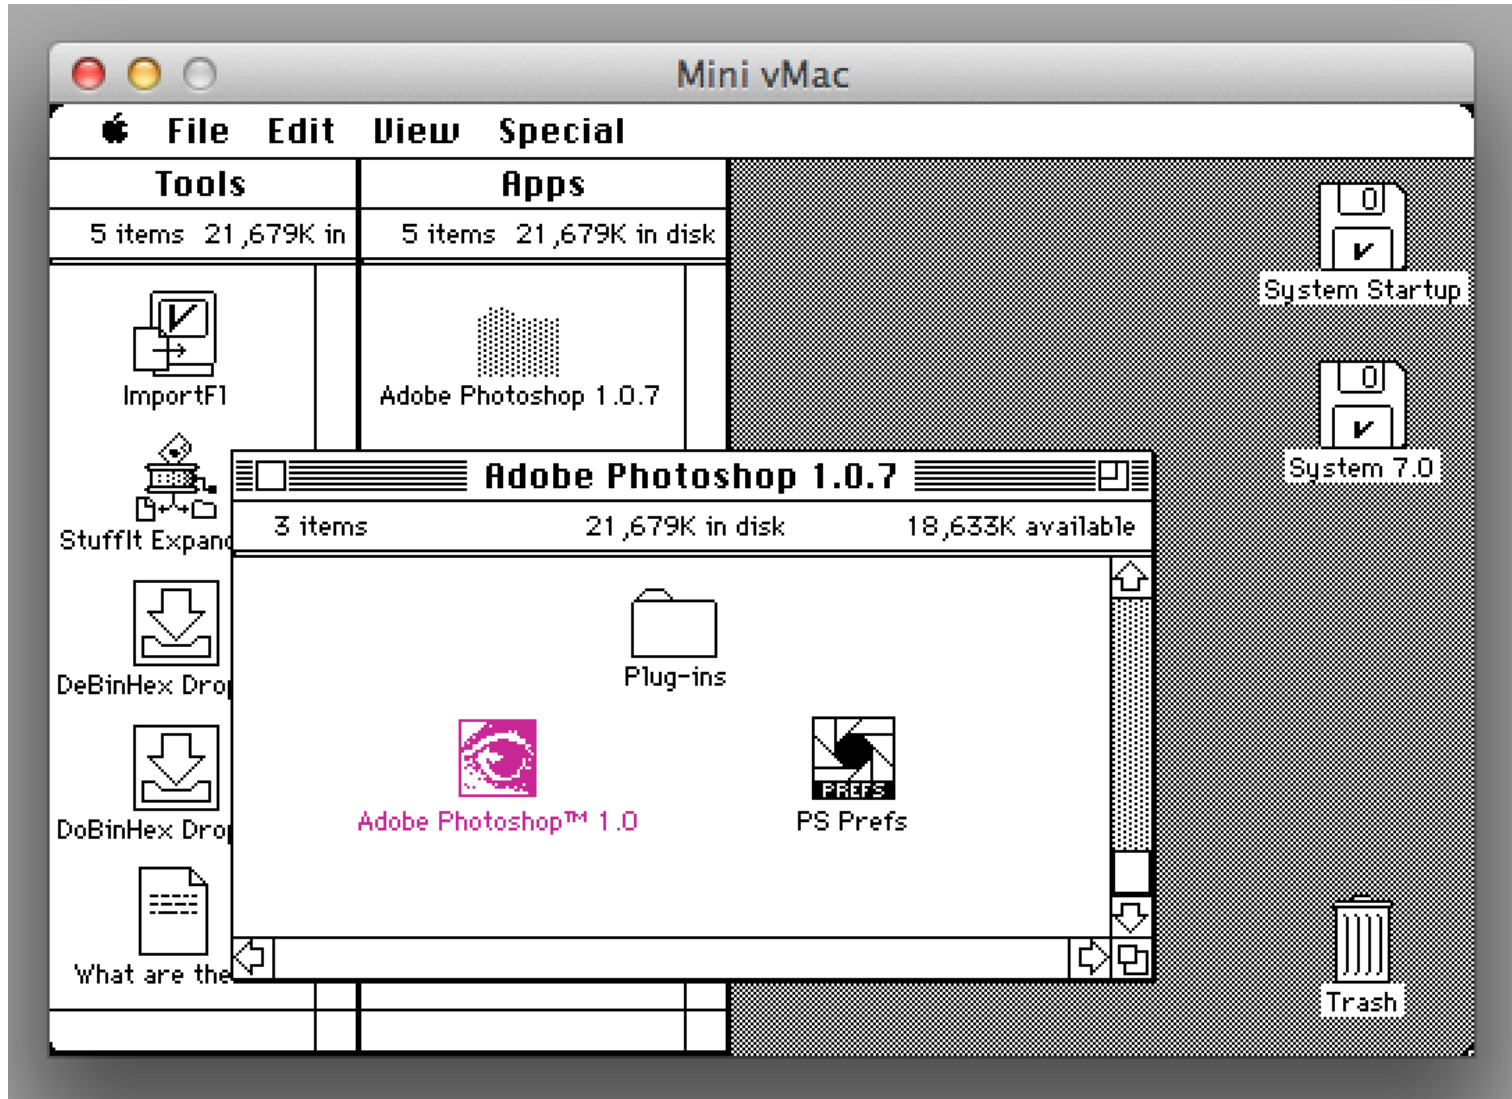 Mini vMac
File Edit View Special
Tools
5 items 21,679K in
ImportFl
StuffIt Expand
DeBinHex Drop
DoBinHex Drop
What are the
Apps
5 items 21,679K in disk
Adobe Photoshop 1.0.7
Adobe Photoshop 1.0.7
3 items 21,679K in disk 18,633K available
Plug-ins
Adobe Photoshop™ 1.0
PREFS
PS Prefs
0
System Startup
0
System 7.0
Trash